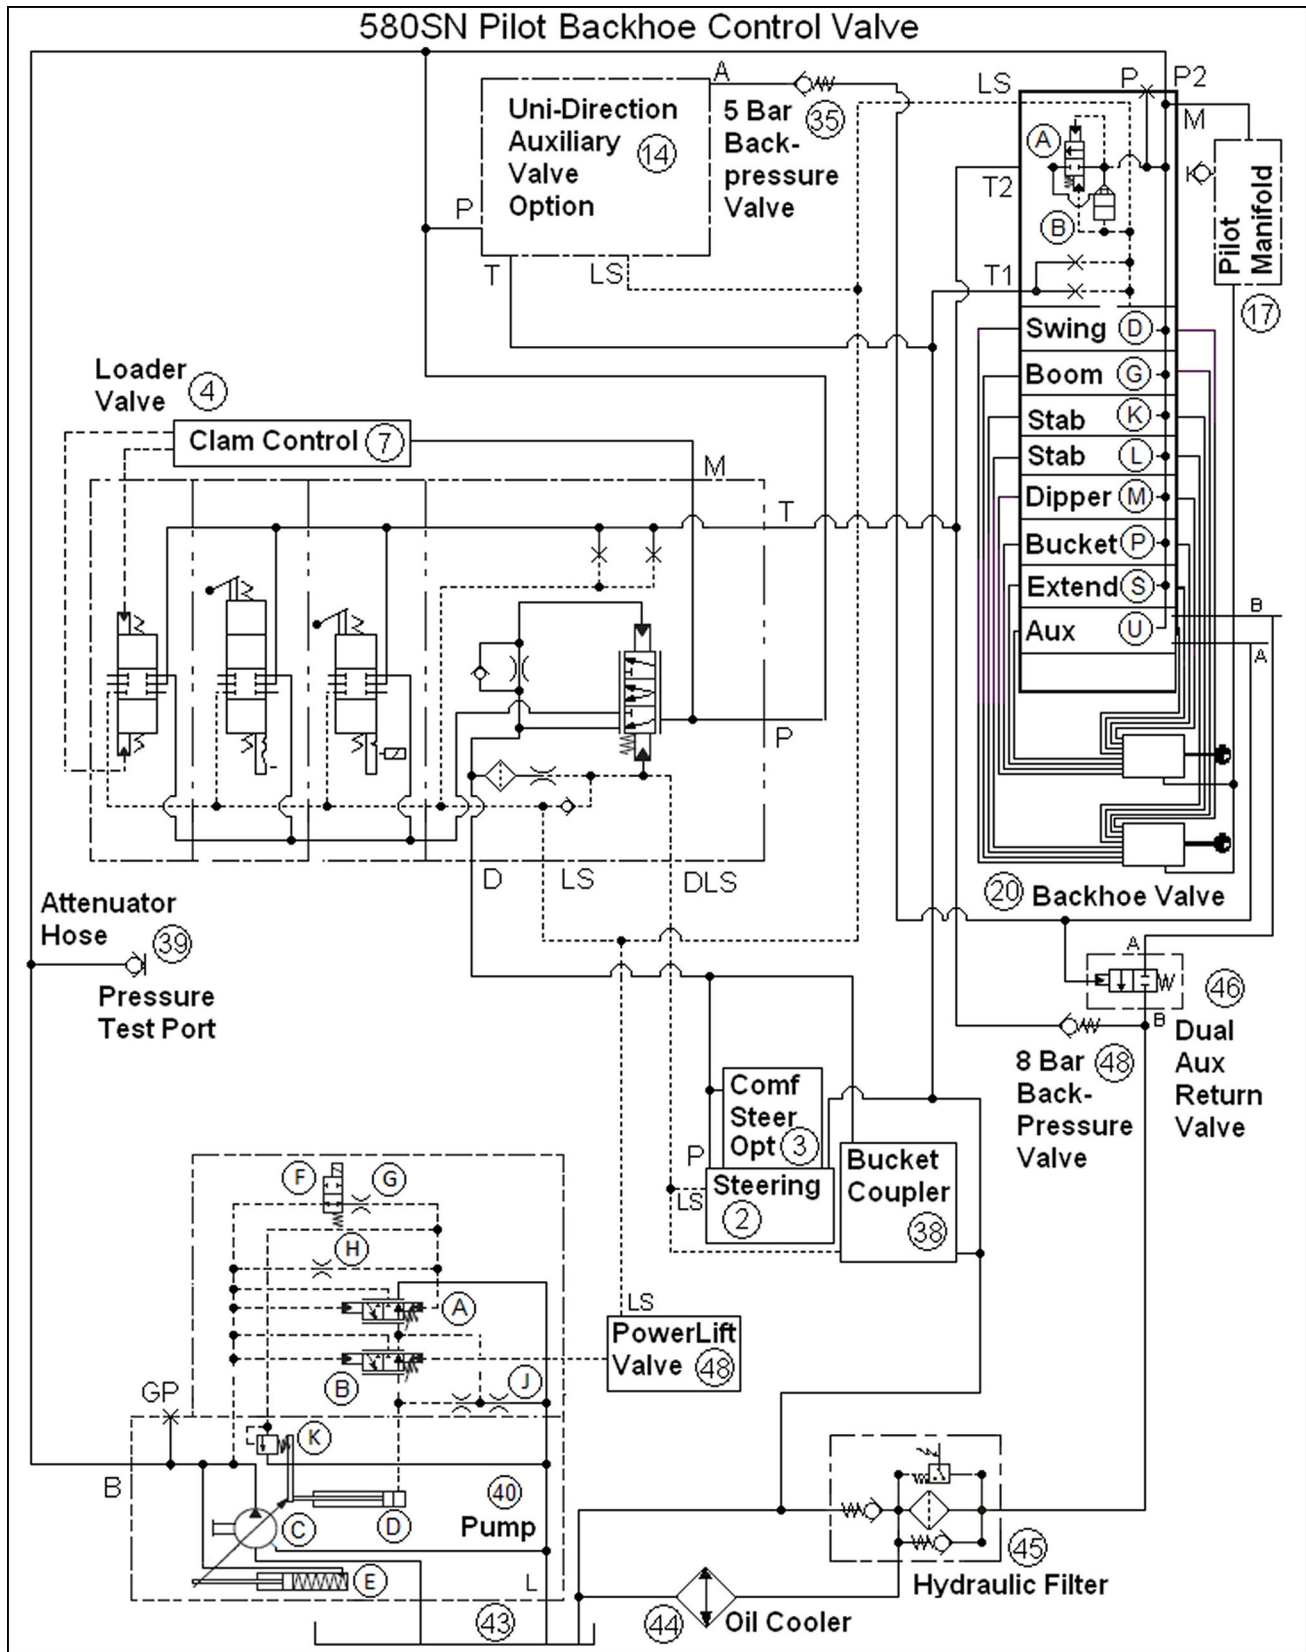 580SN Pilot Backhoe Control Valve
Uni-Direction
Auxiliary
Valve
Option
14
A
P
T
LS
5 Bar
Back-
pressure
Valve
35
LS
P
P2
M
T2
T1
A
B
Pilot
Manifold
17
Swing D
Boom G
Stab K
Stab L
Dipper M
Bucket P
Extend S
Aux U
B
A
20 Backhoe Valve
Loader
Valve
4
Clam Control 7
M
T
P
D
LS
DLS
Attenuator
Hose
39
Pressure
Test Port
A
B
46
Dual
Aux
Return
Valve
8 Bar
Back-
Pressure
Valve
48
Comf
Steer
Opt 3
P
LS
Steering
2
Bucket
Coupler
38
F
G
H
A
B
J
LS
PowerLift
Valve 48
GP
K
B
C
D
E
L
40
Pump
43
44
Oil Cooler
45
Hydraulic Filter